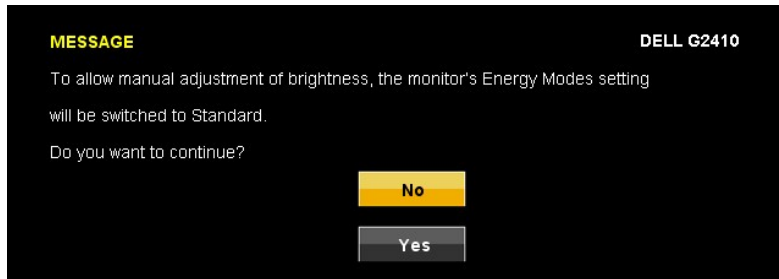 MESSAGE DELL G2410
To allow manual adjustment of brightness, the monitor's Energy Modes setting
will be switched to Standard.
Do you want to continue?
No
Yes